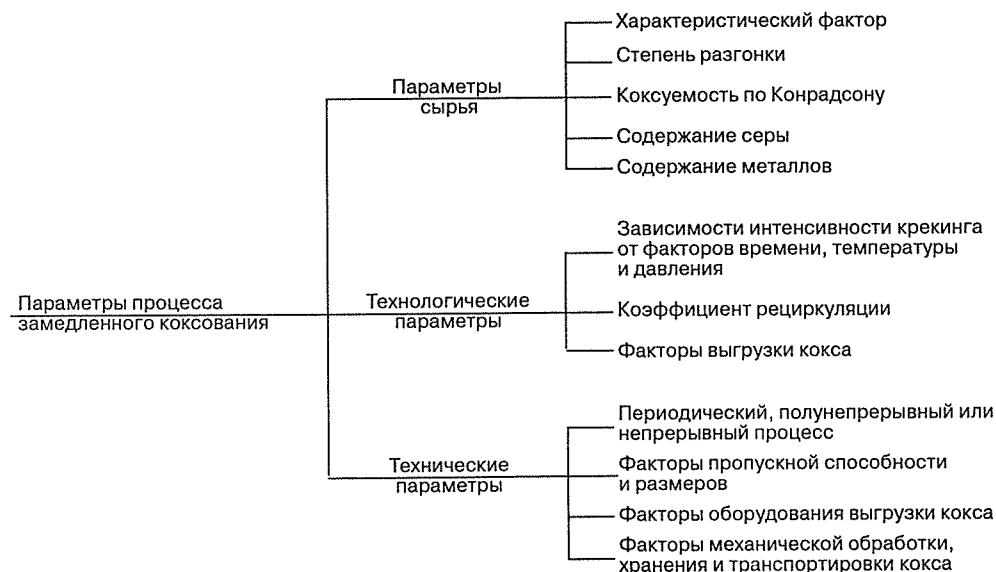 Параметры процесса
замедленного коксования
Параметры
сырья
Характеристический фактор
Степень разгонки
Коксуемость по Конрадсону
Содержание серы
Содержание металлов
Технологические
параметры
Зависимости интенсивности крекинга
от факторов времени, температуры
и давления
Коэффициент рециркуляции
Факторы выгрузки кокса
Технические
параметры
Периодический, полунепрерывный или
непрерывный процесс
Факторы пропускной способности
и размеров
Факторы оборудования выгрузки кокса
Факторы механической обработки,
хранения и транспортировки кокса